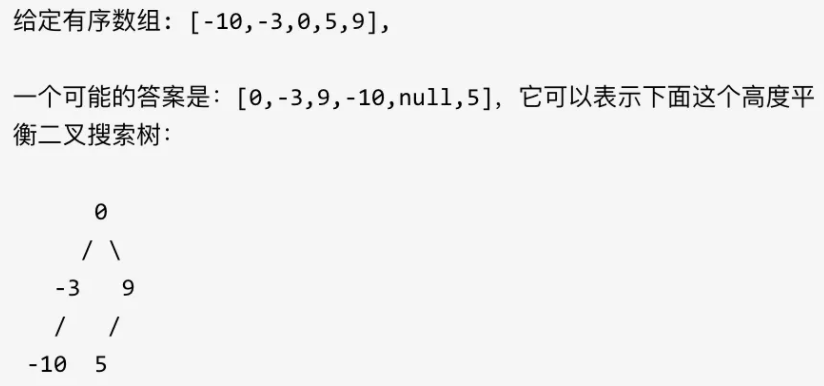 给定有序数组: [-10,-3,0,5,9],
一个可能的答案是：[0,-3,9,-10,null,5]，它可以表示下面这个高度平
衡二叉搜索树：
0
/ \
-3 9
/ /
-10 5